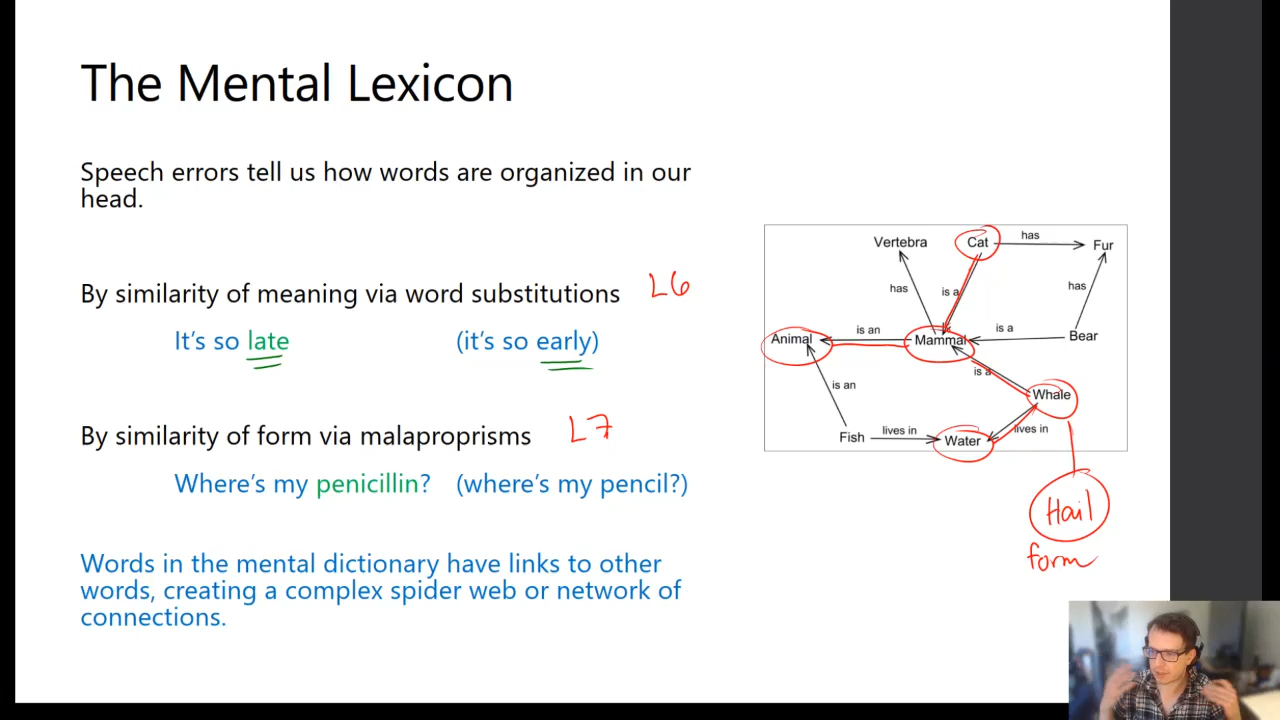 The Mental Lexicon
Speech errors tell us how words are organized in our
head.
By similarity of meaning via word substitutions L6
It's so late (it's so early)
By similarity of form via malaproprisms L7
Where's my penicillin? (where's my pencil?)
Words in the mental dictionary have links to other
words, creating a complex spider web or network of
connections.
Vertebra Cat has Fur
has is a has
Animal is an Mammal is a Bear
is an is a Whale
Fish lives in Water lives in
Hail
form